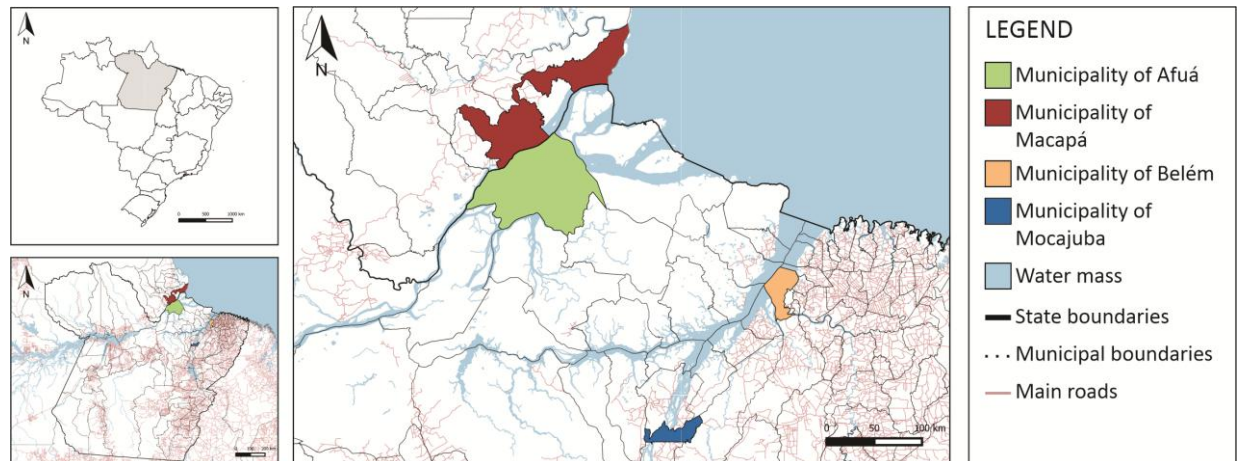 N
0 500 1000 km
N
N
0 50 100 km
LEGEND
Municipality of Afuá
Municipality of
Macapá
Municipality of Belém
Municipality of
Mocajuba
Water mass
State boundaries
Municipal boundaries
Main roads